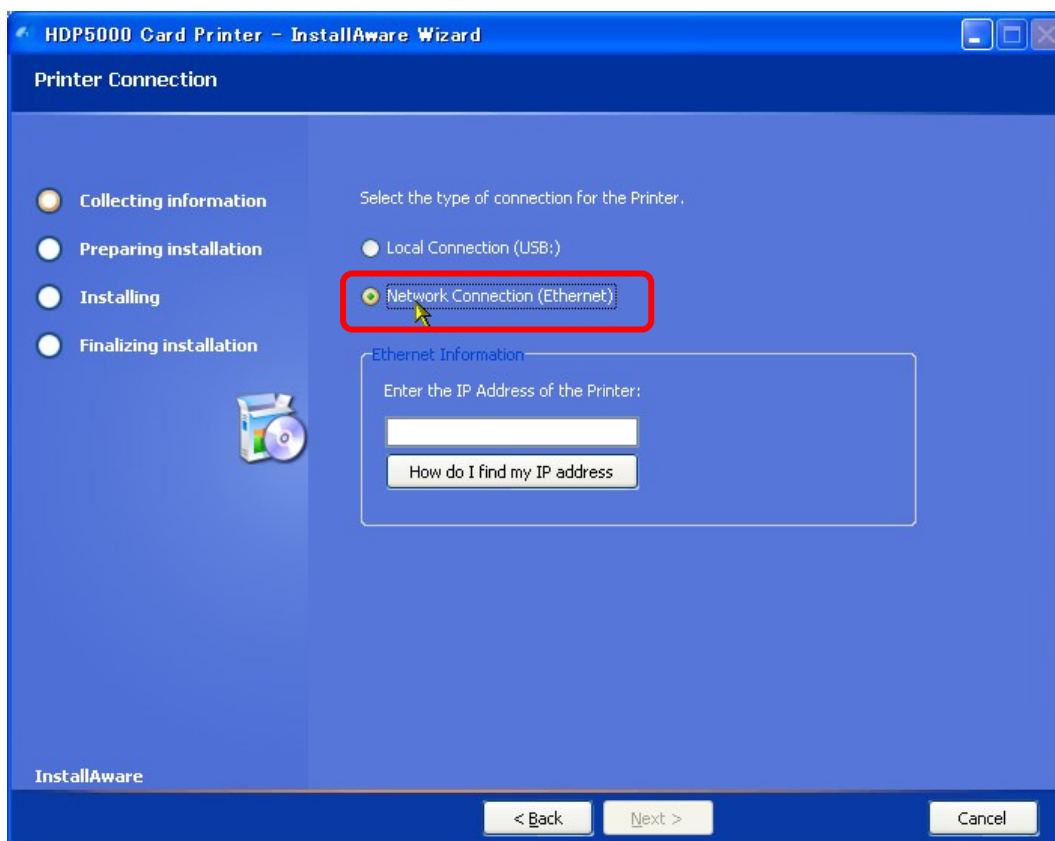 HDP5000 Card Printer - InstallAware Wizard
Printer Connection
Collecting information
Preparing installation
Installing
Finalizing installation
Select the type of connection for the Printer.
Local Connection (USB:)
Network Connection (Ethernet)
Ethernet Information
Enter the IP Address of the Printer:
How do I find my IP address
InstallAware
< Back
Next >
Cancel